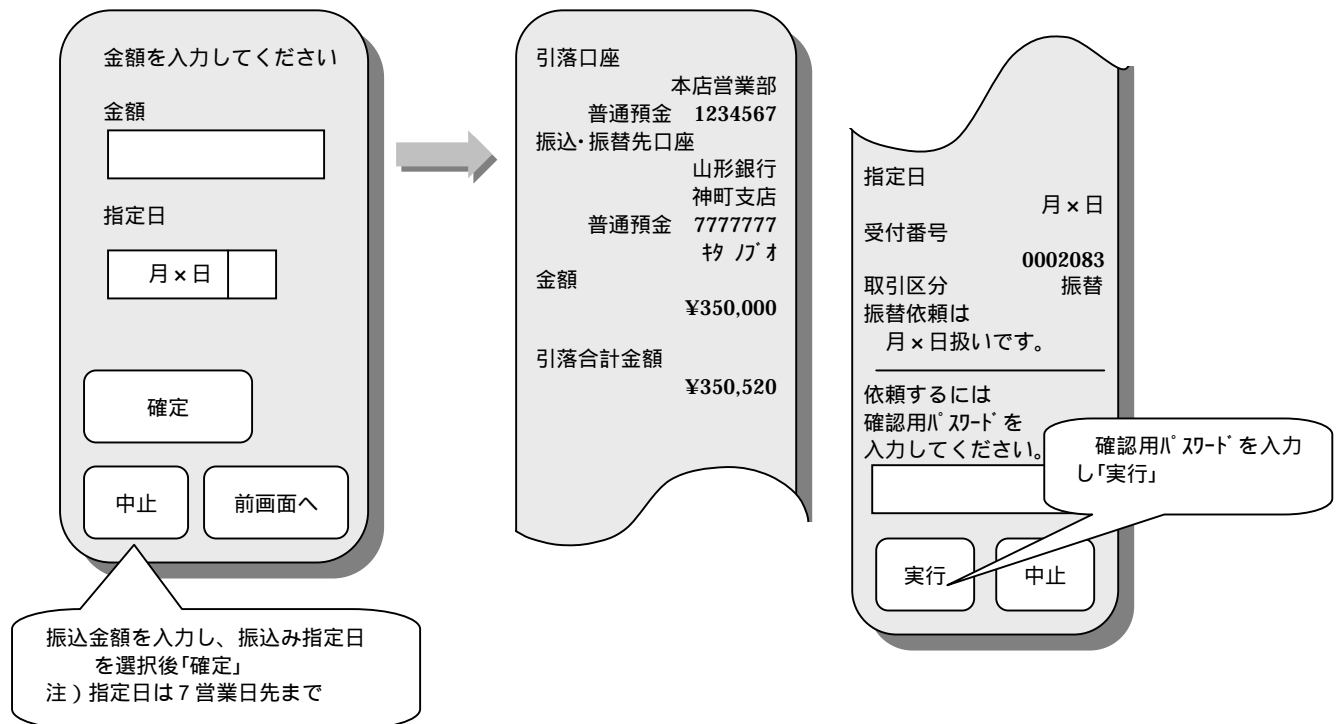 金額を入力してください
金額
指定日
月×日
確定
中止
前画面へ
振込金額を入力し、振込み指定日
を選択後「確定」
注）指定日は７営業日先まで
引落口座
本店営業部
普通預金 1234567
振込・振替先口座
山形銀行
神町支店
普通預金 7777777
ｷﾀ ﾉﾌﾞｵ
金額
¥350,000
引落合計金額
¥350,520
指定日
月×日
受付番号
0002083
取引区分 振替
振替依頼は
月×日扱いです。
依頼するには
確認用ﾊﾟｽﾜｰﾄﾞを
入力してください。
実行
中止
確認用ﾊﾟｽﾜｰﾄﾞを入力
し「実行」